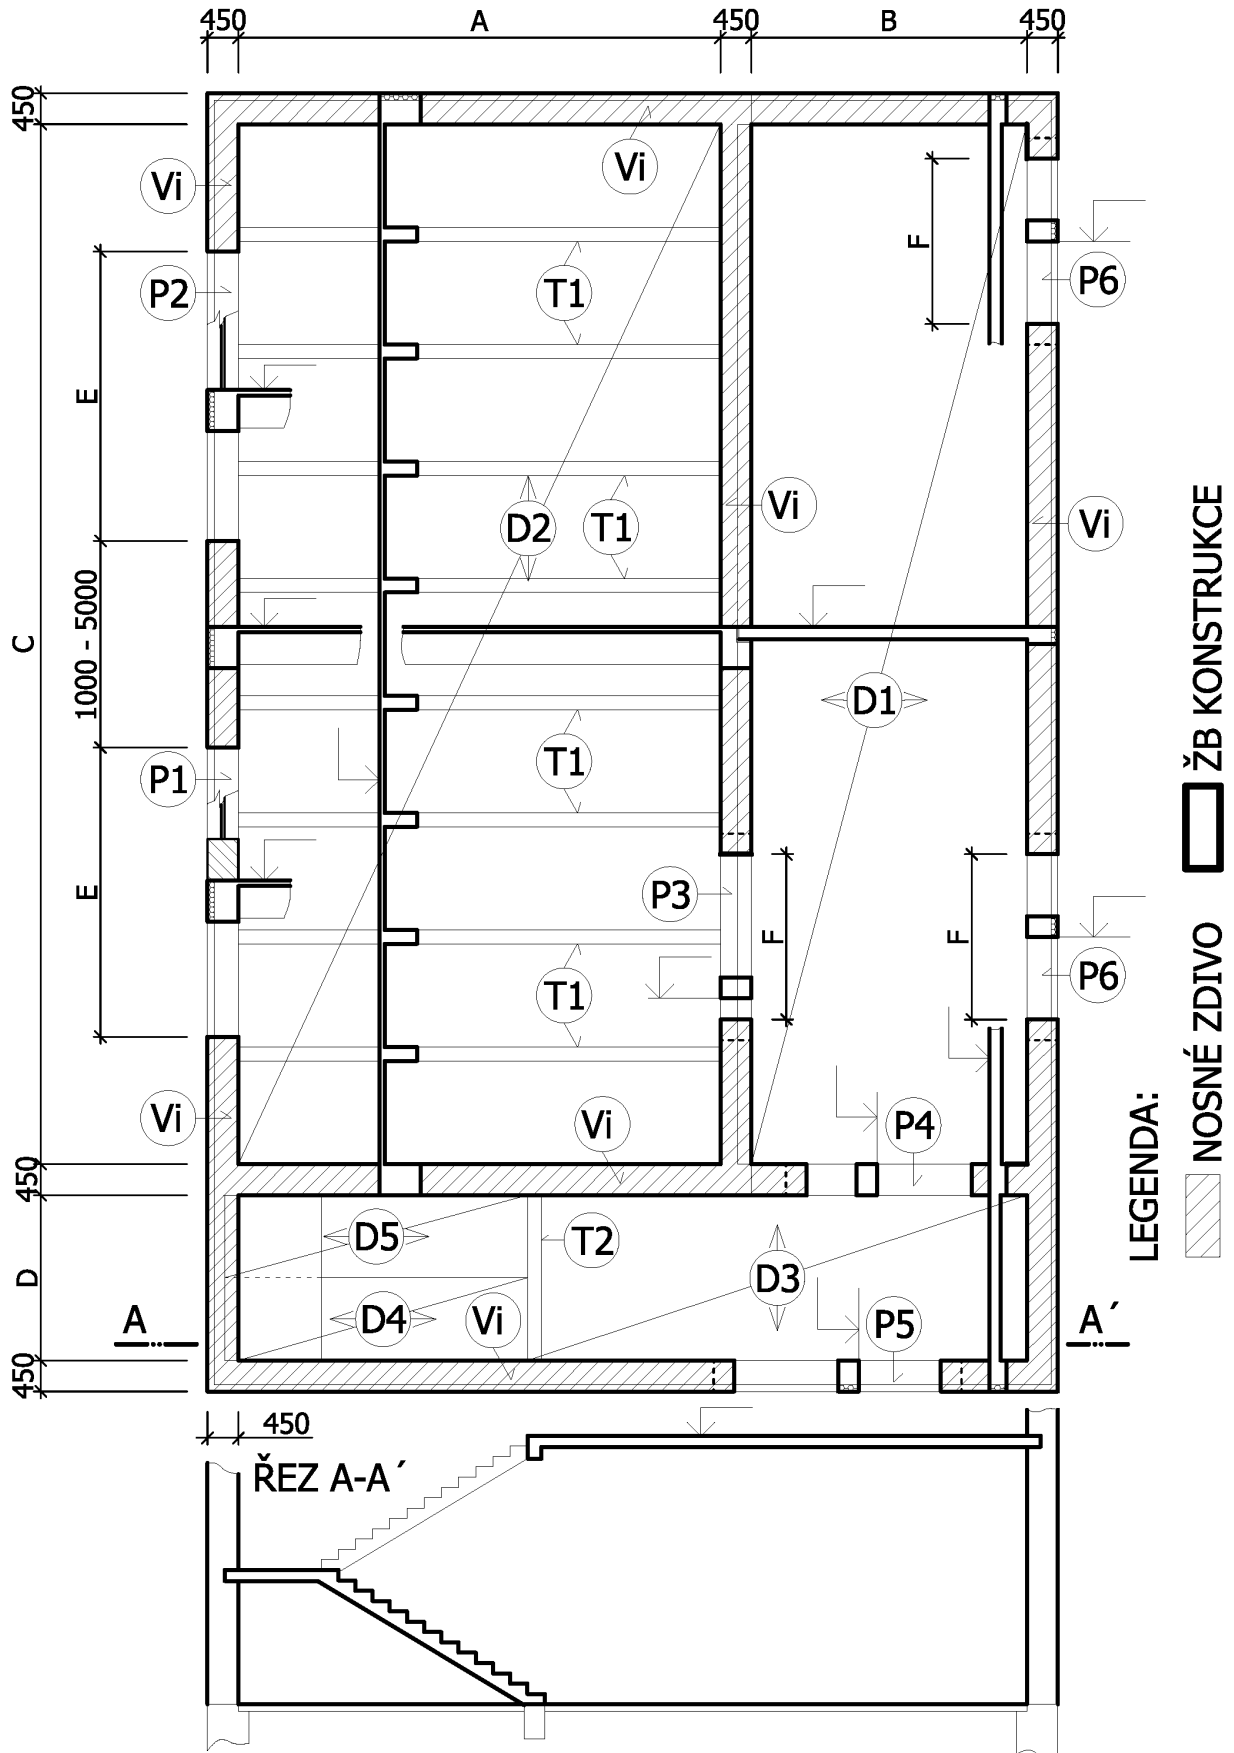 450 A 450 B 450
450
Vi
Vi
P2
T1
F
P6
E
D2
T1
Vi
Vi
C
1000 - 5000
D1
T1
P1
E
P3
F
F
T1
P6
Vi
Vi
P4
450
D5
T2
D3
D
D4
Vi
P5
A
A´
450
450
ŘEZ A-A´
LEGENDA:
NOSNÉ ZDIVO
ŽB KONSTRUKCE